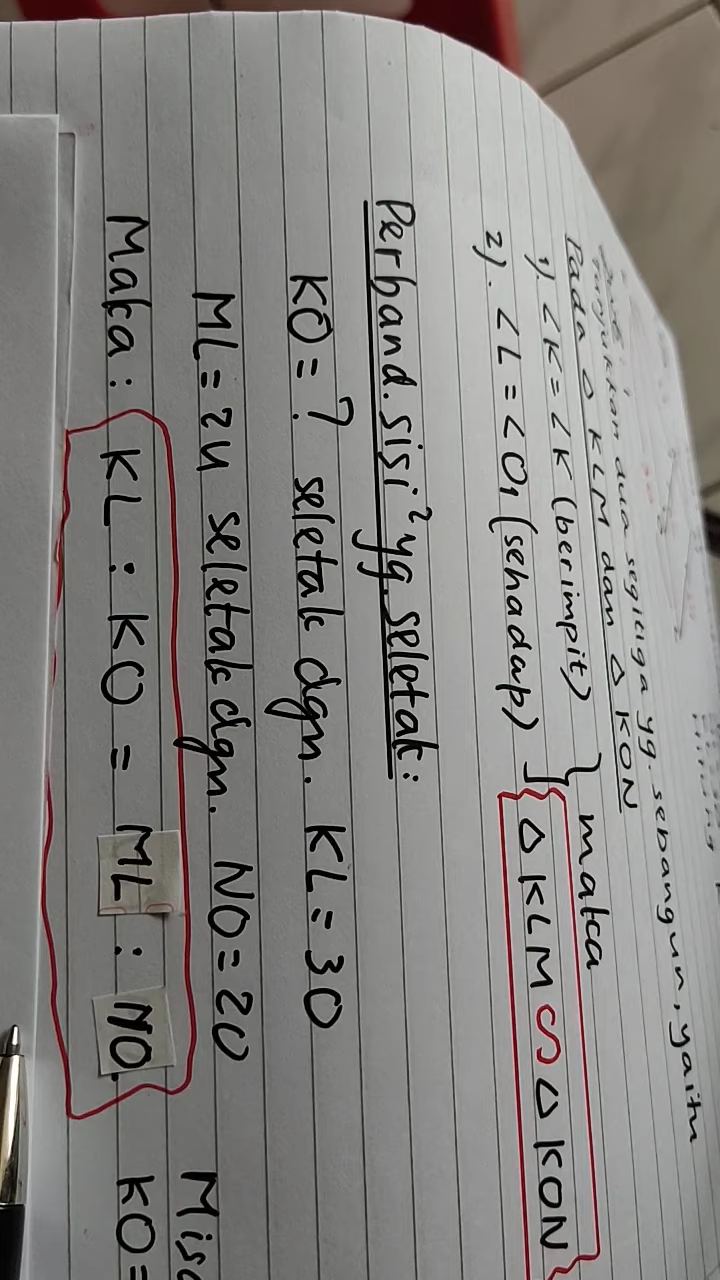 tunjukkan dua segitiga yg. sebangun, yaitu
Pada △ KLM dan △ KON
1). <K = <K (berimpit)
2). <L = <O₁ (sehadap)
} maka △ KLM ∽ △ KON
Perband. sisi² yg. seletak:
KO = ? seletak dgn. KL = 30
ML = 24 seletak dgn. NO = 20
Maka : KL : KO = ML : NO.
Misa
KO =